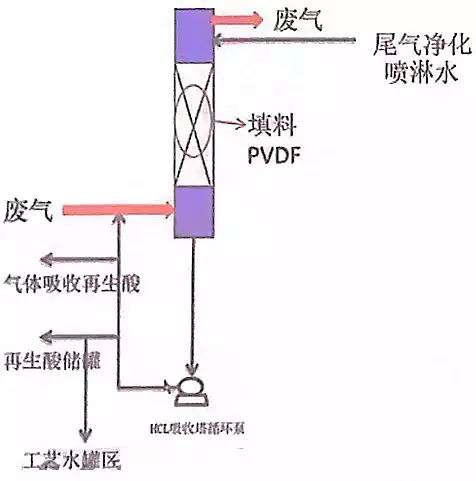 废气
尾气净化
喷淋水
填料
PVDF
废气
气体吸收再生酸
再生酸储罐
HCL吸收塔循环泵
工艺水罐区